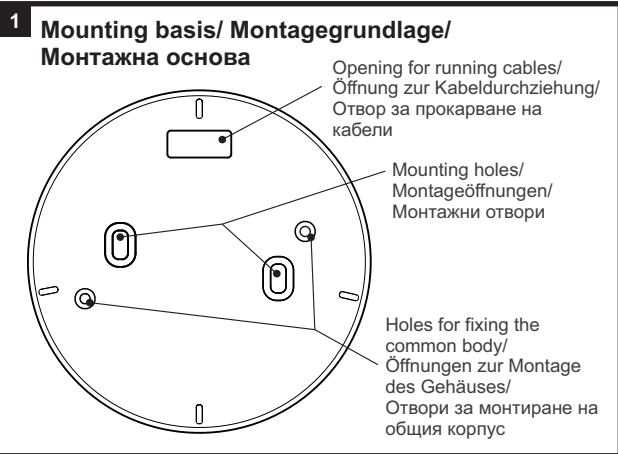 1
Mounting basis/ Montagegrundlage/
Монтажна основа
Opening for running cables/
Öffnung zur Kabeldurchziehung/
Отвор за прокарване на
кабели
Mounting holes/
Montageöffnungen/
Монтажни отвори
Holes for fixing the
common body/
Öffnungen zur Montage
des Gehäuses/
Отвори за монтиране на
общия корпус